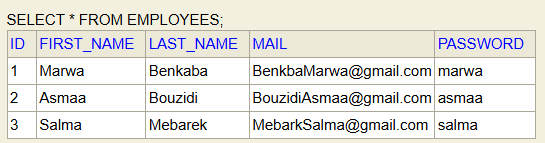 SELECT * FROM EMPLOYEES;
ID FIRST_NAME LAST_NAME MAIL PASSWORD
1 Marwa Benkaba BenkbaMarwa@gmail.com marwa
2 Asmaa Bouzidi BouzidiAsmaa@gmail.com asmaa
3 Salma Mebarek MebarkSalma@gmail.com salma